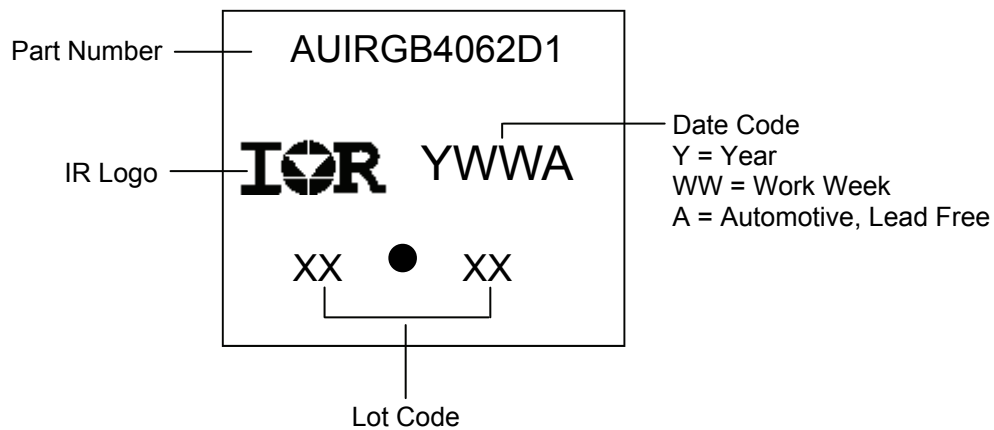 Part Number
AUIRGB4062D1
IR Logo
IOR
YWWA
Date Code
Y = Year
WW = Work Week
A = Automotive, Lead Free
XX ● XX
Lot Code